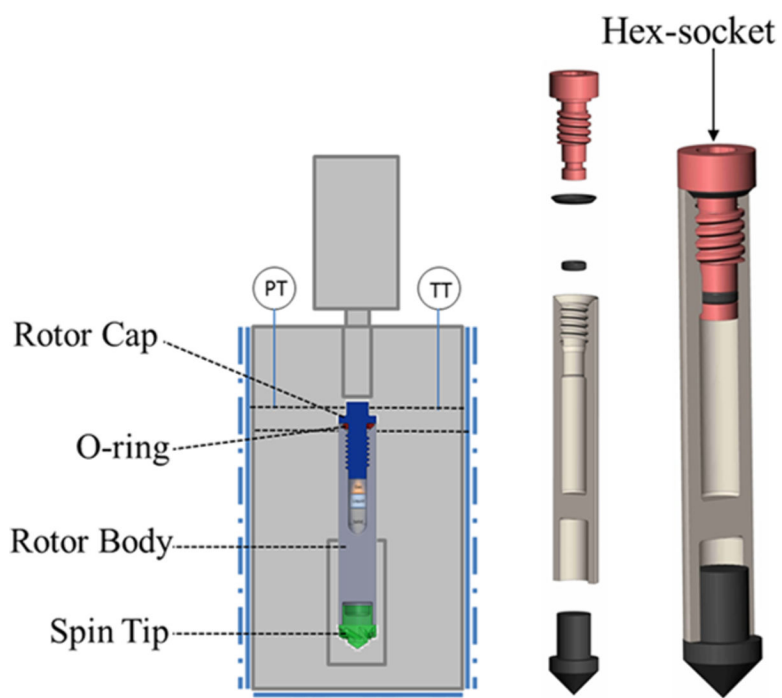 Hex-socket
PT
TT
Rotor Cap
O-ring
Rotor Body
Spin Tip